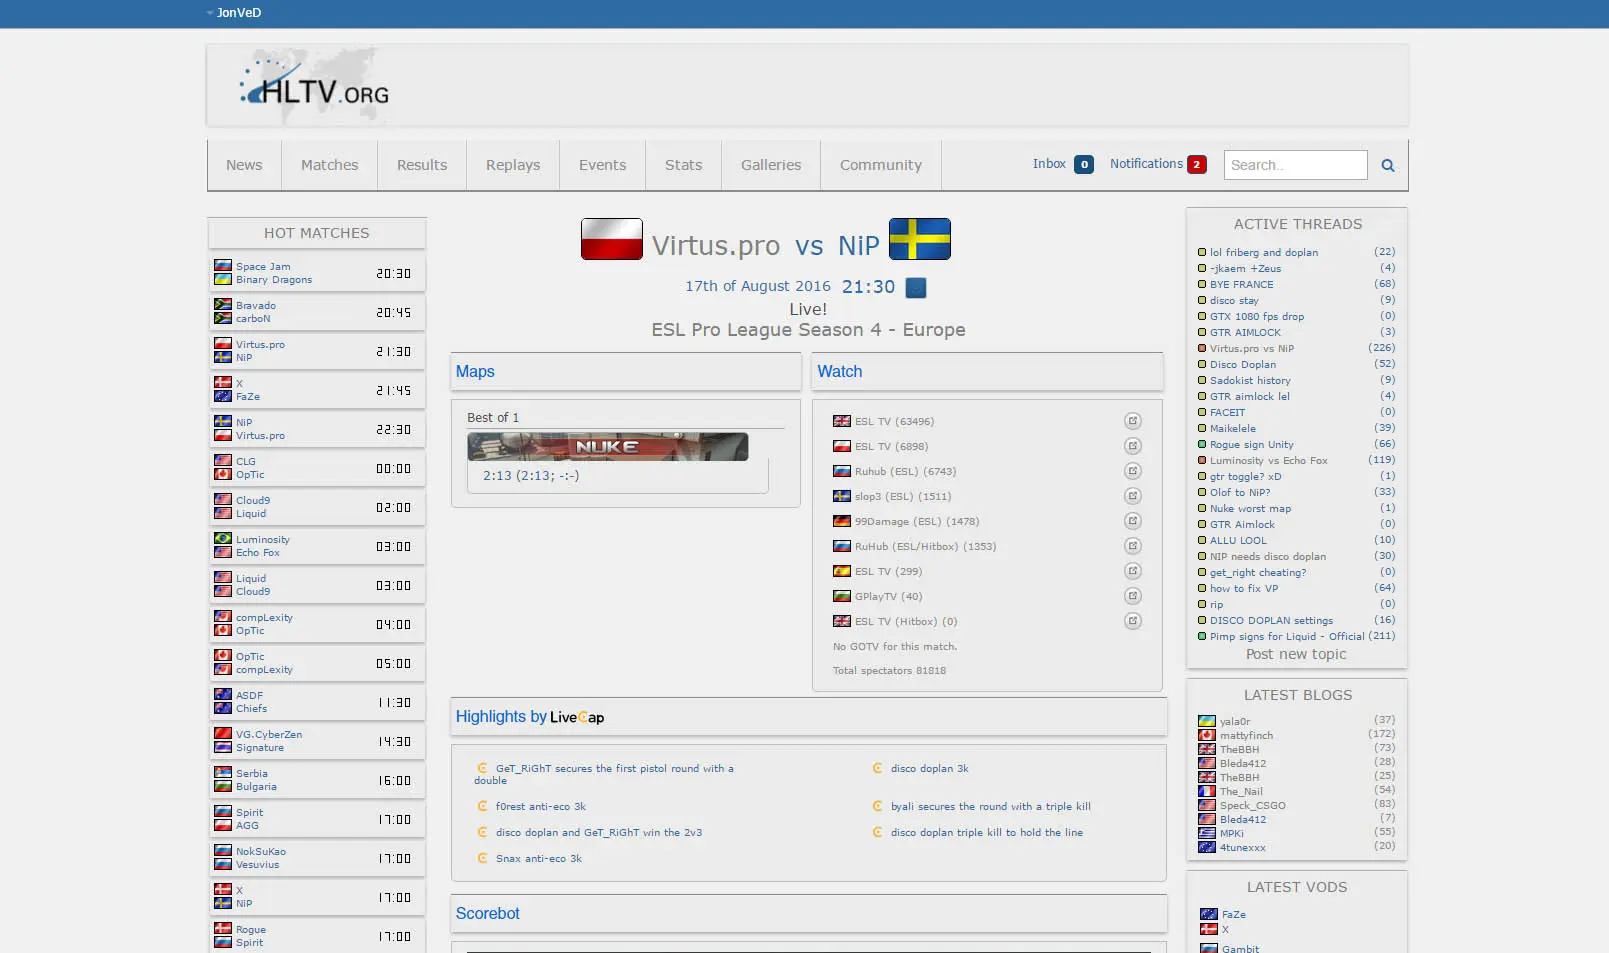 JonVeD
HLTV.ORG
News
Matches
Results
Replays
Events
Stats
Galleries
Community
Inbox 0
Notifications 2
Search..
HOT MATCHES
Space Jam
Binary Dragons
20:30
Bravado
carboN
20:45
Virtus.pro
NiP
21:30
X
FaZe
21:45
NiP
Virtus.pro
22:30
CLG
OpTic
00:00
Cloud9
Liquid
02:00
Luminosity
Echo Fox
03:00
Liquid
Cloud9
03:00
compLexity
OpTic
04:00
OpTic
compLexity
05:00
ASDF
Chiefs
11:30
VG.CyberZen
Signature
14:30
Serbia
Bulgaria
16:00
Spirit
AGG
17:00
NokSuKao
Vesuvius
17:00
X
NiP
17:00
Rogue
Spirit
17:00
Virtus.pro vs NiP
17th of August 2016 21:30
Live!
ESL Pro League Season 4 - Europe
Maps
Best of 1
NUKE
2:13 (2:13; -:-)
Watch
ESL TV (63496)
ESL TV (6898)
Ruhub (ESL) (6743)
slop3 (ESL) (1511)
99Damage (ESL) (1478)
RuHub (ESL/Hitbox) (1353)
ESL TV (299)
GPlayTV (40)
ESL TV (Hitbox) (0)
No GOTV for this match.
Total spectators 81818
Highlights by LiveCap
GeT_RiGhT secures the first pistol round with a
double
disco doplan 3k
f0rest anti-eco 3k
byali secures the round with a triple kill
disco doplan and GeT_RiGhT win the 2v3
disco doplan triple kill to hold the line
Snax anti-eco 3k
Scorebot
ACTIVE THREADS
lol friberg and doplan (22)
-jkaem +Zeus (4)
BYE FRANCE (68)
disco stay (9)
GTX 1080 fps drop (0)
GTR AIMLOCK (3)
Virtus.pro vs NiP (226)
Disco Doplan (52)
Sadokist history (9)
GTR aimlock lel (4)
FACEIT (0)
Maikelele (39)
Rogue sign Unity (66)
Luminosity vs Echo Fox (119)
gtr toggle? xD (1)
Olof to NiP? (33)
Nuke worst map (1)
GTR Aimlock (0)
ALLU LOOL (10)
NIP needs disco doplan (30)
get_right cheating? (0)
how to fix VP (64)
rip (0)
DISCO DOPLAN settings (16)
Pimp signs for Liquid - Official (211)
Post new topic
LATEST BLOGS
yala0r (37)
mattyfinch (172)
TheBBH (73)
Bleda412 (28)
TheBBH (25)
The_Nail (54)
Speck_CSGO (83)
Bleda412 (7)
MPKi (55)
4tunexxx (20)
LATEST VODS
FaZe
X
Gambit